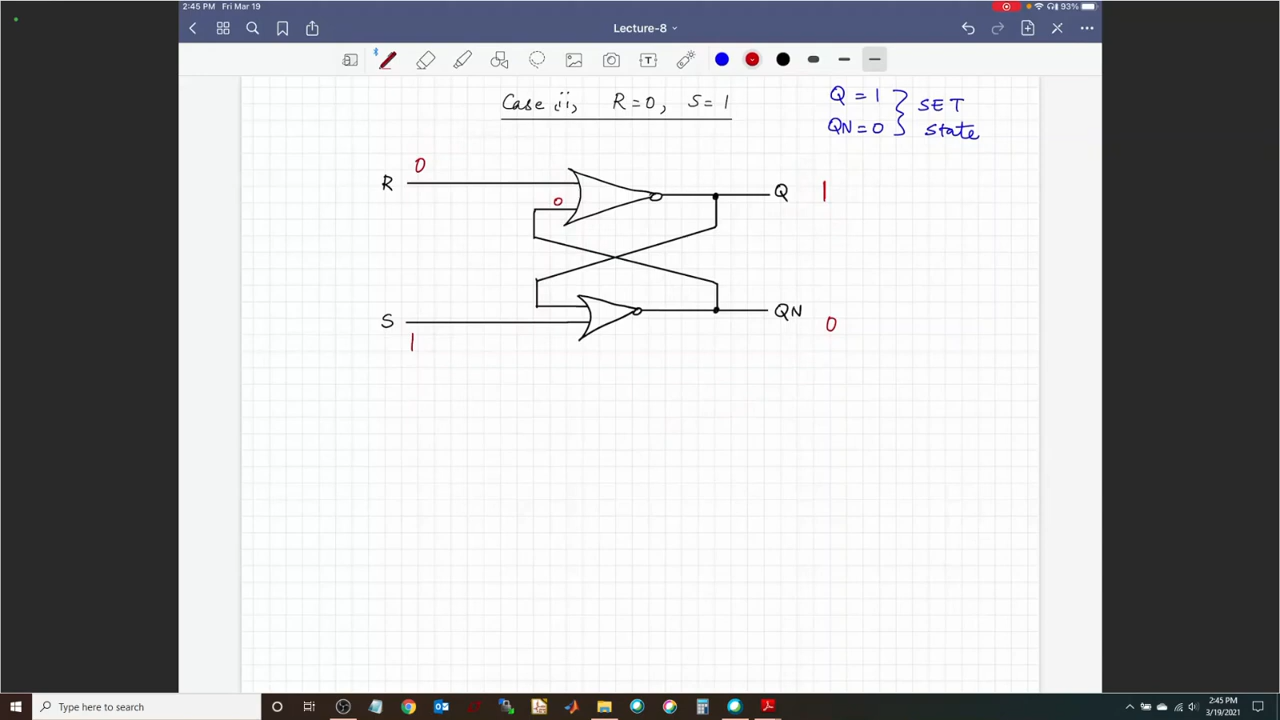 2:45 PM Fri Mar 19
93%
Lecture-8
T
Case ii, R=0, S=1
Q = 1
QN=0 } SET State
0
R
0
Q
1
S
1
QN
0
Type here to search
2:45 PM
3/19/2021